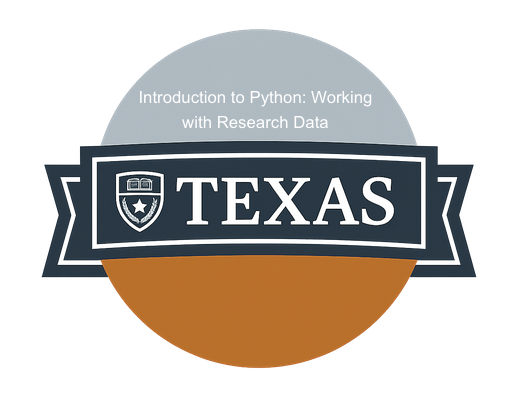 Introduction to Python: Working
with Research Data
TEXAS